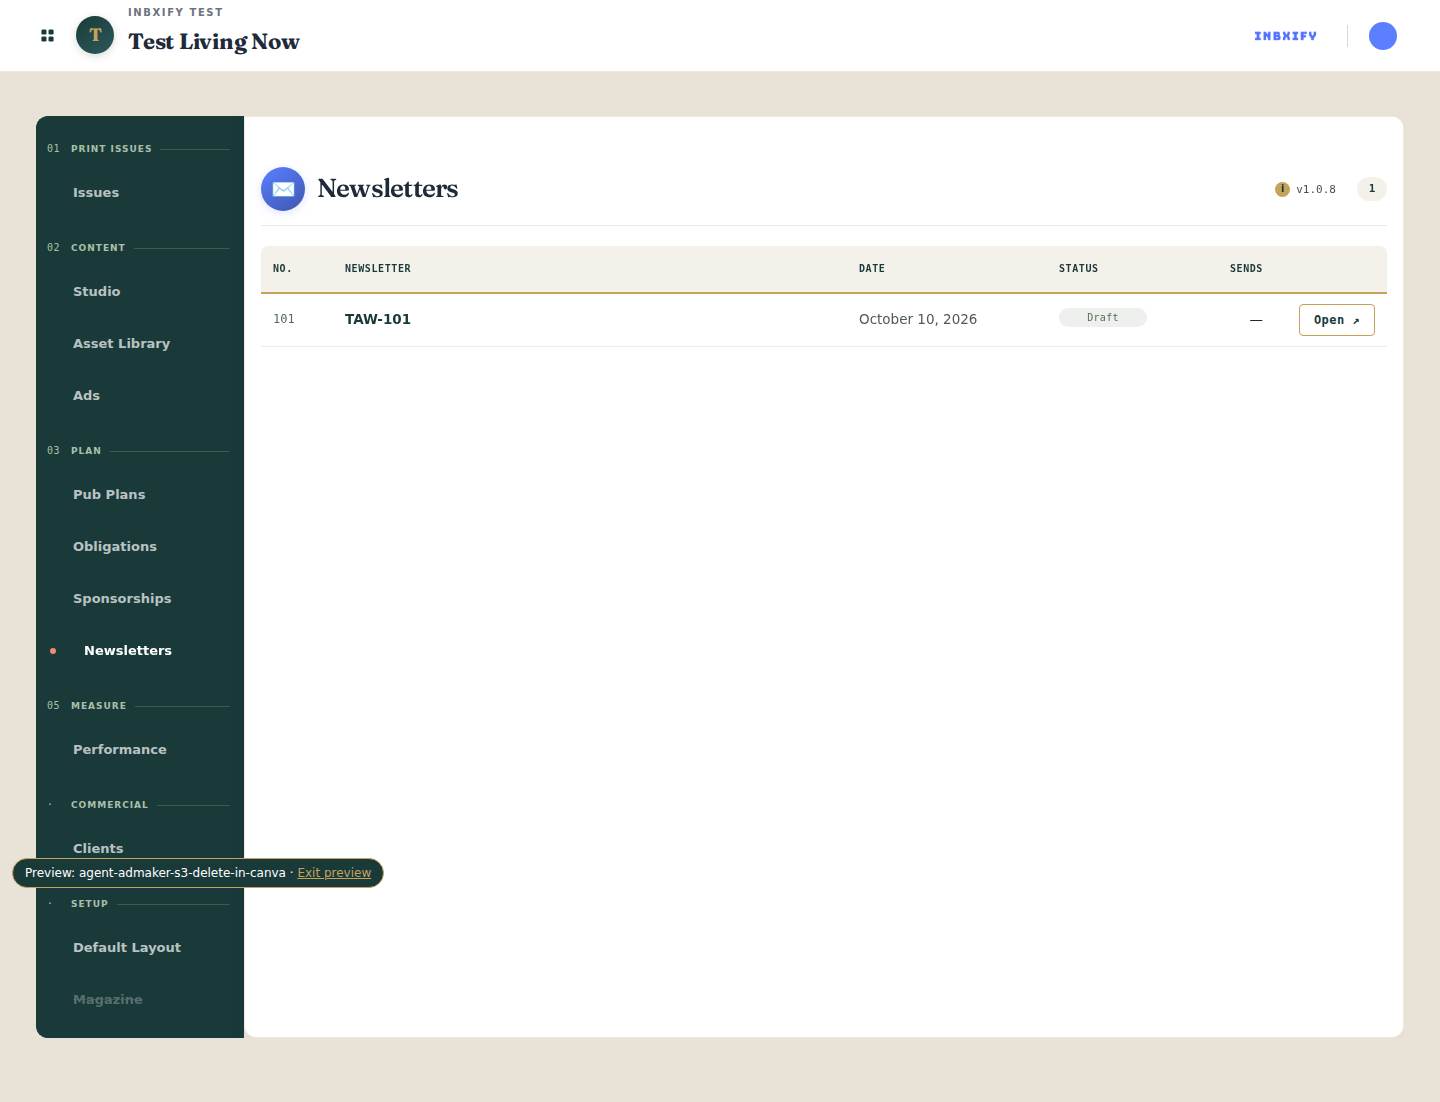 INBXIFY TEST
T
Test Living Now
INBXIFY
01 PRINT ISSUES
Issues
02 CONTENT
Studio
Asset Library
Ads
03 PLAN
Pub Plans
Obligations
Sponsorships
Newsletters
05 MEASURE
Performance
· COMMERCIAL
Clients
Preview: agent-admaker-s3-delete-in-canva · Exit preview
· SETUP
Default Layout
Magazine
Newsletters
i v1.0.8 1
NO. NEWSLETTER DATE STATUS SENDS
101 TAW-101 October 10, 2026 Draft — Open ↗